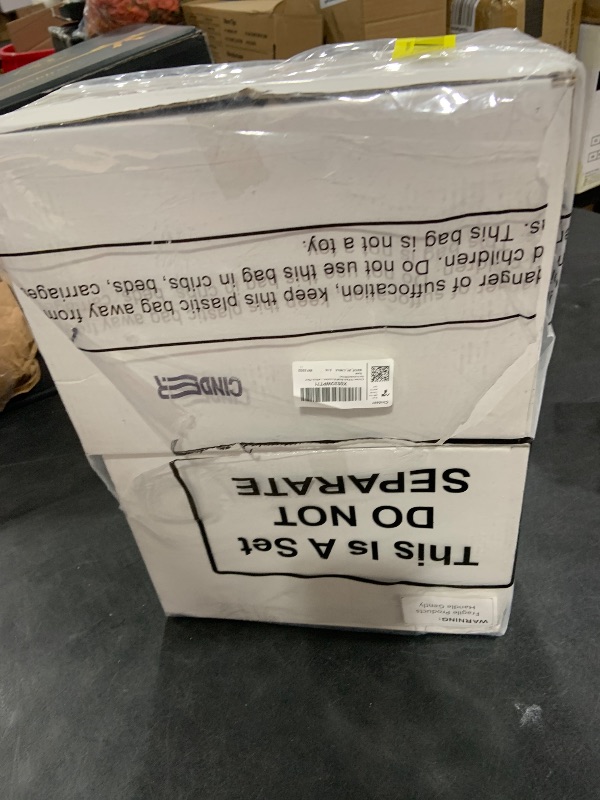 WARNING:
Fragile Products
Handle Gently
This Is A Set
DO NOT
SEPARATE
CINDER
danger of suffocation, keep this plastic bag away from
d children. Do not use this bag in cribs, beds, carriage
s. This bag is not a toy.